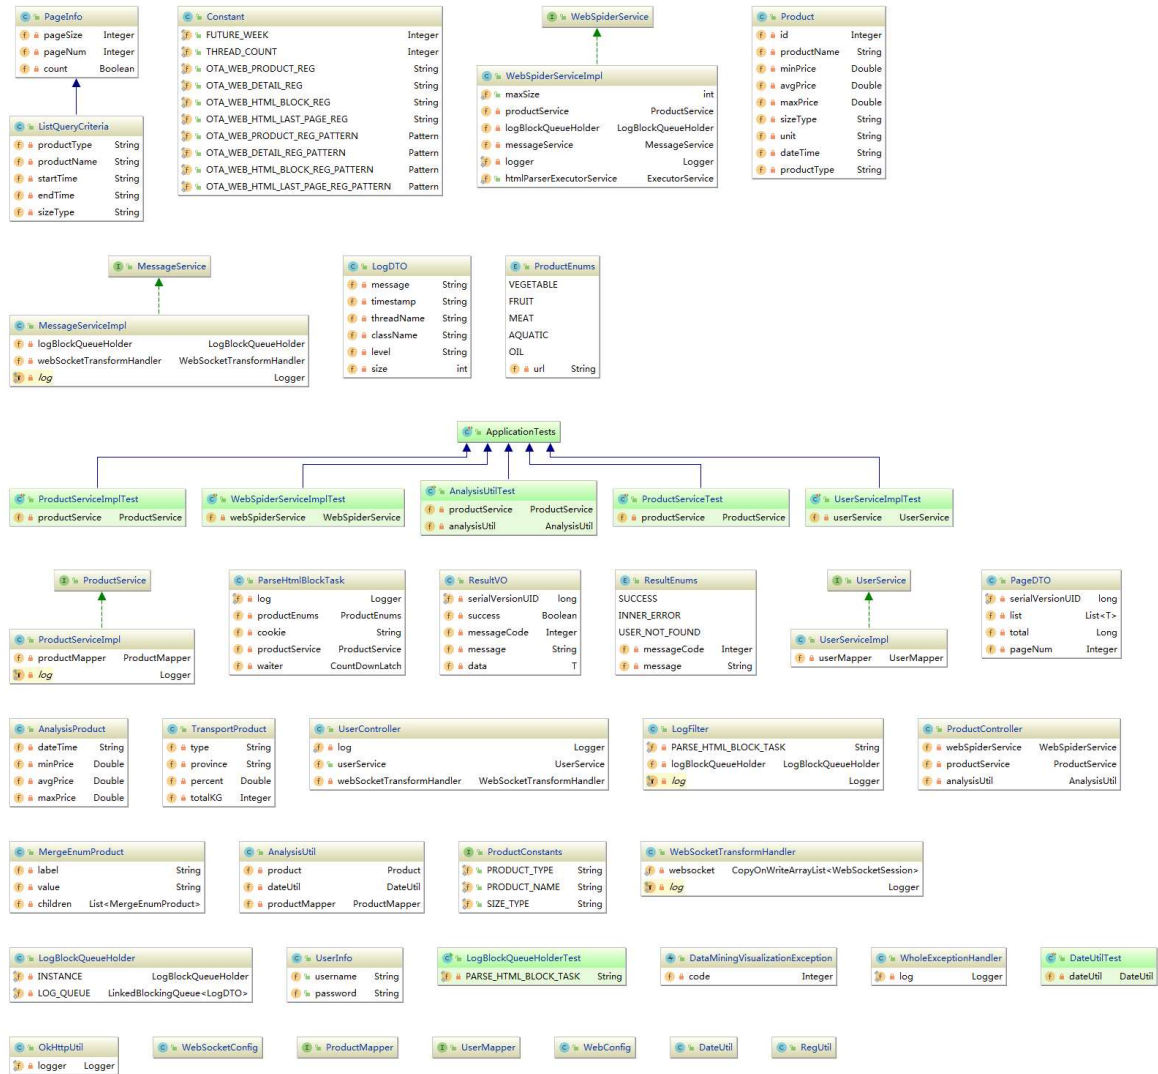 PageInfo
pageSize Integer
pageNum Integer
count Boolean
ListQueryCriteria
productType String
productName String
startTime String
endTime String
sizeType String
Constant
FUTURE_WEEK Integer
THREAD_COUNT Integer
OTA_WEB_PRODUCT_REG String
OTA_WEB_DETAIL_REG String
OTA_WEB_HTML_BLOCK_REG String
OTA_WEB_HTML_LAST_PAGE_REG String
OTA_WEB_PRODUCT_REG_PATTERN Pattern
OTA_WEB_DETAIL_REG_PATTERN Pattern
OTA_WEB_HTML_BLOCK_REG_PATTERN Pattern
OTA_WEB_HTML_LAST_PAGE_REG_PATTERN Pattern
WebSpiderService
WebSpiderServiceImpl
maxSize int
productService ProductService
logBlockQueueHolder LogBlockQueueHolder
messageService MessageService
logger Logger
htmlParserExecutorService ExecutorService
Product
id Integer
productName String
minPrice Double
avgPrice Double
maxPrice Double
sizeType String
unit String
dateTime String
productType String
MessageService
MessageServiceImpl
logBlockQueueHolder LogBlockQueueHolder
webSocketTransformHandler WebSocketTransformHandler
log Logger
LogDTO
message String
timestamp String
threadName String
className String
level String
size int
ProductEnums
VEGETABLE
FRUIT
MEAT
AQUATIC
OIL
url String
ApplicationTests
ProductServiceImplTest
productService ProductService
WebSpiderServiceImplTest
webSpiderService WebSpiderService
AnalysisUtilTest
productService ProductService
analysisUtil AnalysisUtil
ProductServiceTest
productService ProductService
UserServiceImplTest
userService UserService
ProductService
ProductServiceImpl
productMapper ProductMapper
log Logger
ParseHtmlBlockTask
log Logger
productEnums ProductEnums
cookie String
productService ProductService
waiter CountDownLatch
ResultVO
serialVersionUID long
success Boolean
messageCode Integer
message String
data T
ResultEnums
SUCCESS
INNER_ERROR
USER_NOT_FOUND
messageCode Integer
message String
UserService
UserServiceImpl
userMapper UserMapper
PageDTO
serialVersionUID long
list List<T>
total Long
pageNum Integer
AnalysisProduct
dateTime String
minPrice Double
avgPrice Double
maxPrice Double
TransportProduct
type String
province String
percent Double
totalKG Integer
UserController
log Logger
userService UserService
webSocketTransformHandler WebSocketTransformHandler
LogFilter
PARSE_HTML_BLOCK_TASK String
logBlockQueueHolder LogBlockQueueHolder
log Logger
ProductController
webSpiderService WebSpiderService
productService ProductService
analysisUtil AnalysisUtil
MergeEnumProduct
label String
value String
children List<MergeEnumProduct>
AnalysisUtil
product Product
dateUtil DateUtil
productMapper ProductMapper
ProductConstants
PRODUCT_TYPE String
PRODUCT_NAME String
SIZE_TYPE String
WebSocketTransformHandler
websocket CopyOnWriteArrayList<WebSocketSession>
log Logger
LogBlockQueueHolder
INSTANCE LogBlockQueueHolder
LOG_QUEUE LinkedBlockingQueue<LogDTO>
UserInfo
username String
password String
LogBlockQueueHolderTest
PARSE_HTML_BLOCK_TASK String
DataMiningVisualizationException
code Integer
WholeExceptionHandler
log Logger
DateUtilTest
dateUtil DateUtil
OkHttpUtil
logger Logger
WebSocketConfig
ProductMapper
UserMapper
WebConfig
DateUtil
RegUtil